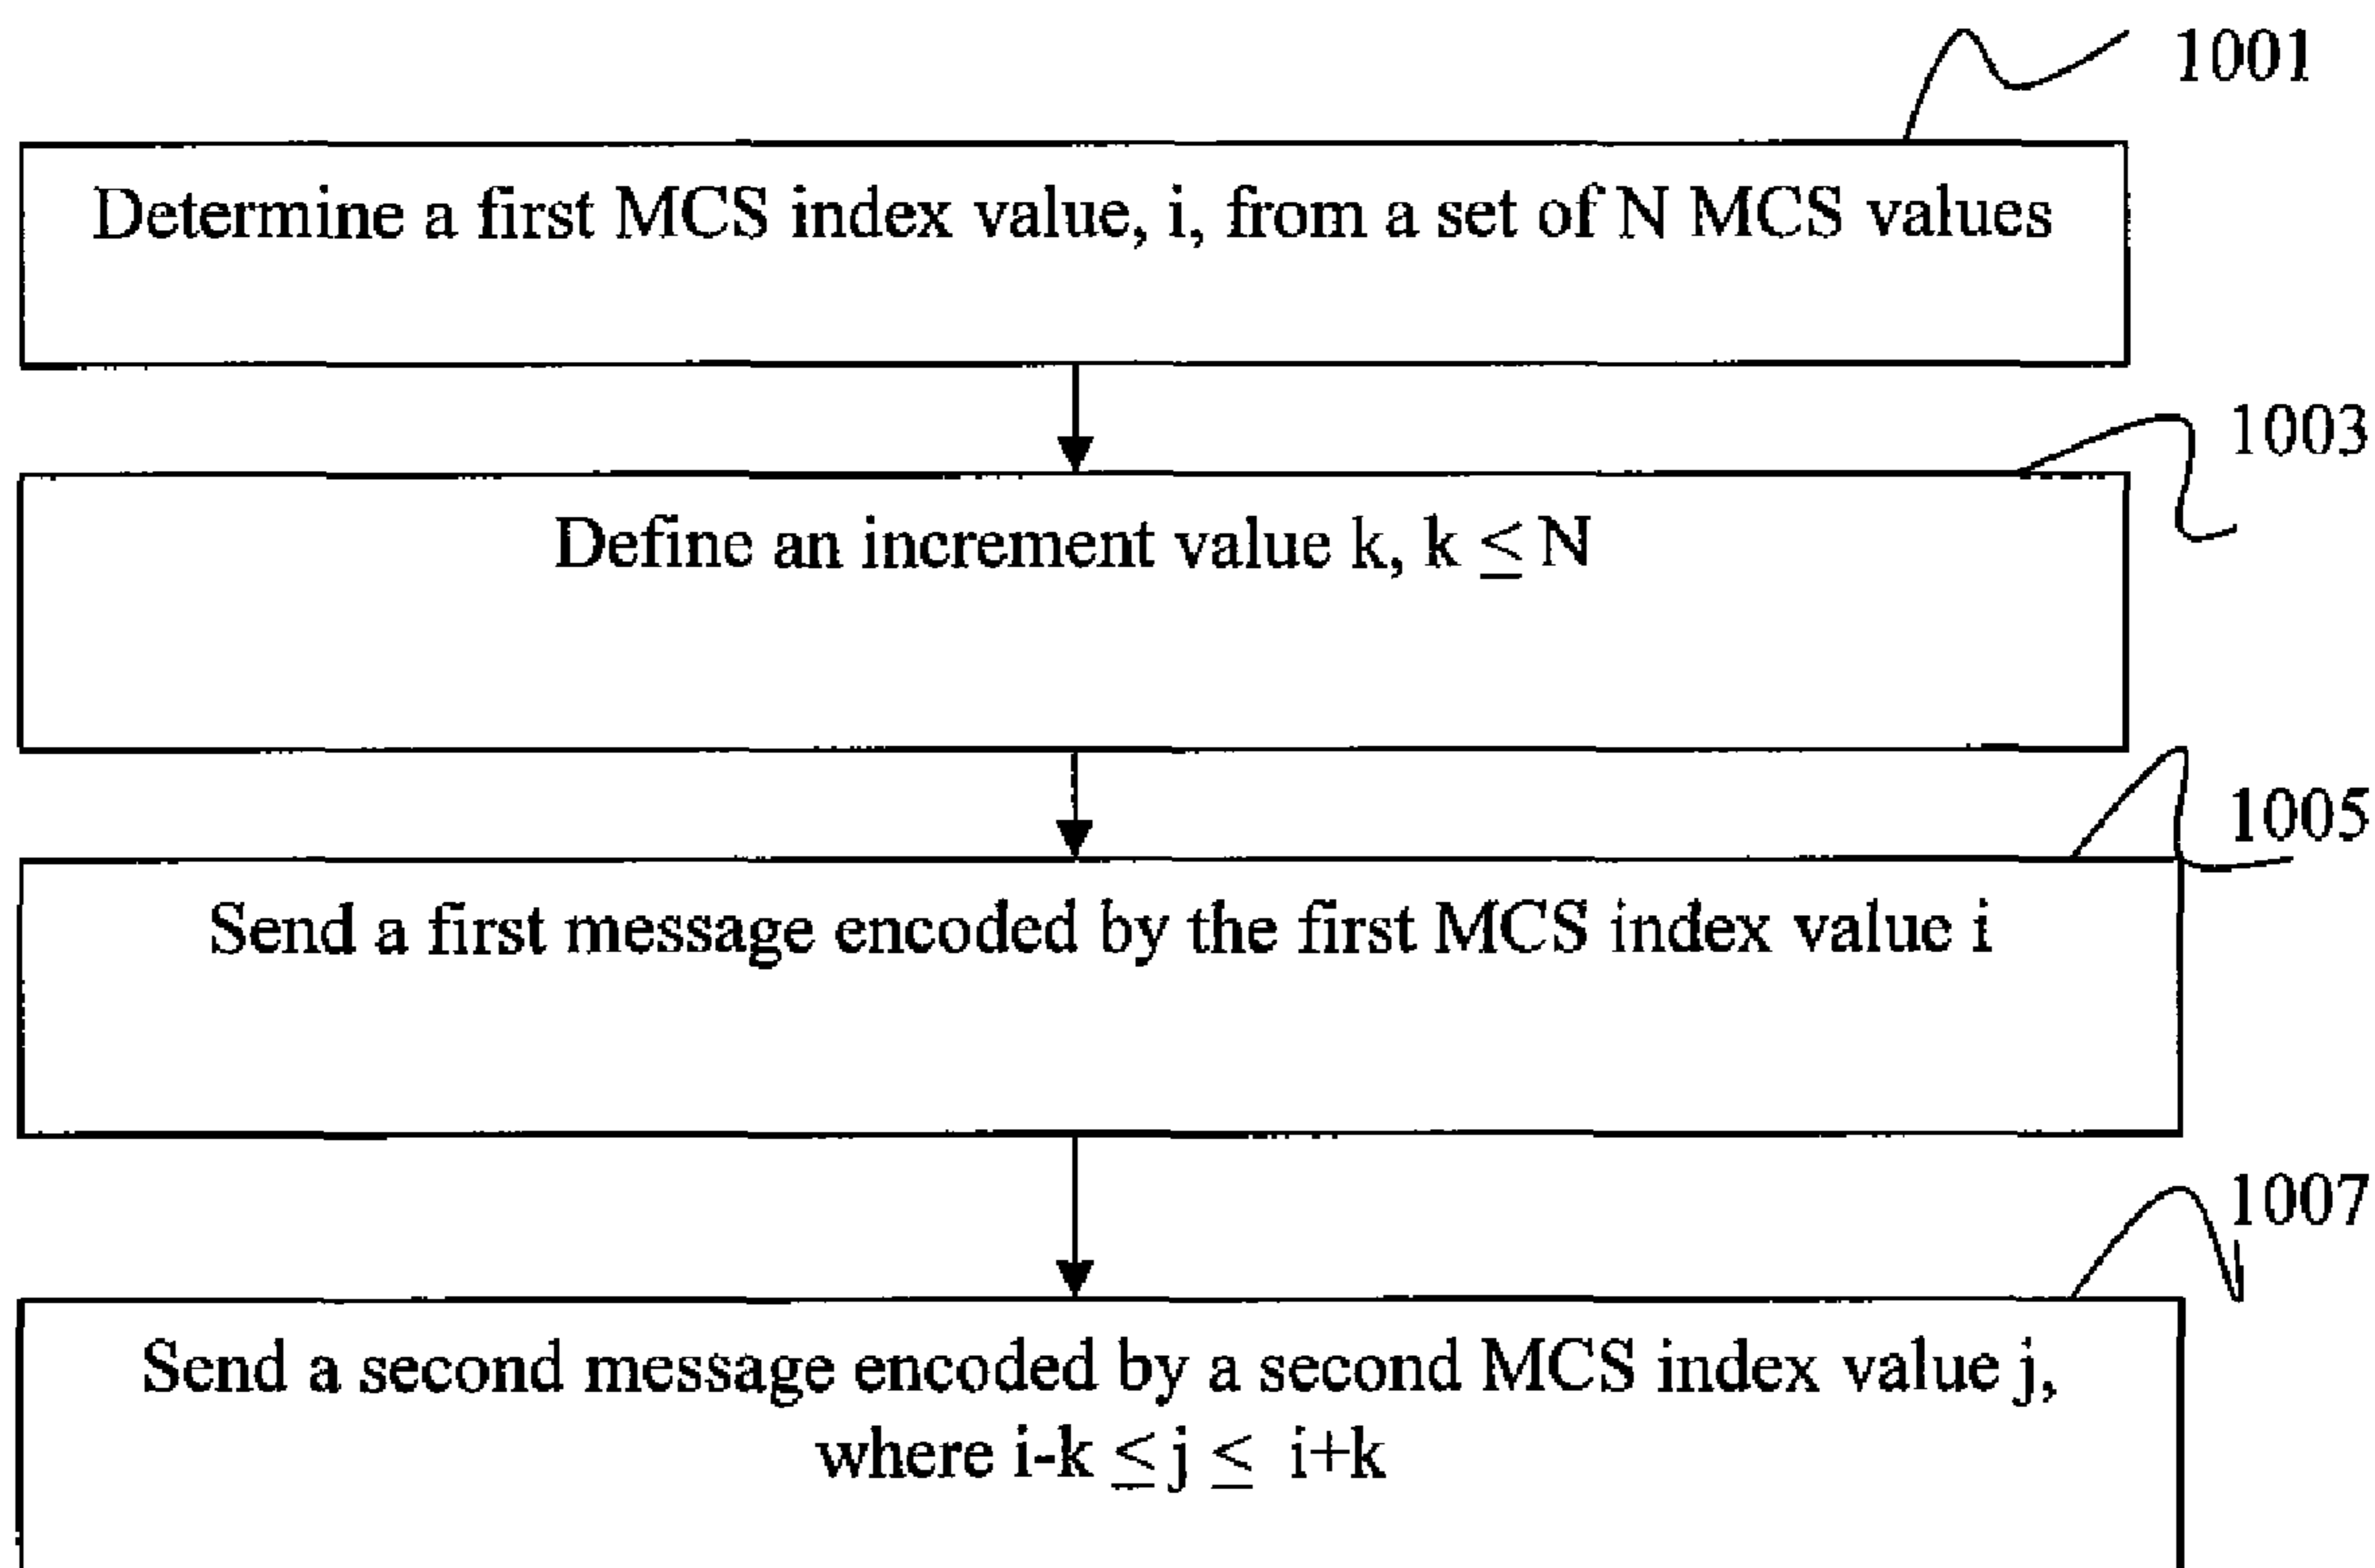 1001
Determine a first MCS index value, i, from a set of N MCS values
1003
Define an increment value k, k ≤ N
1005
Send a first message encoded by the first MCS index value i
1007
Send a second message encoded by a second MCS index value j,
where i-k ≤ j ≤ i+k